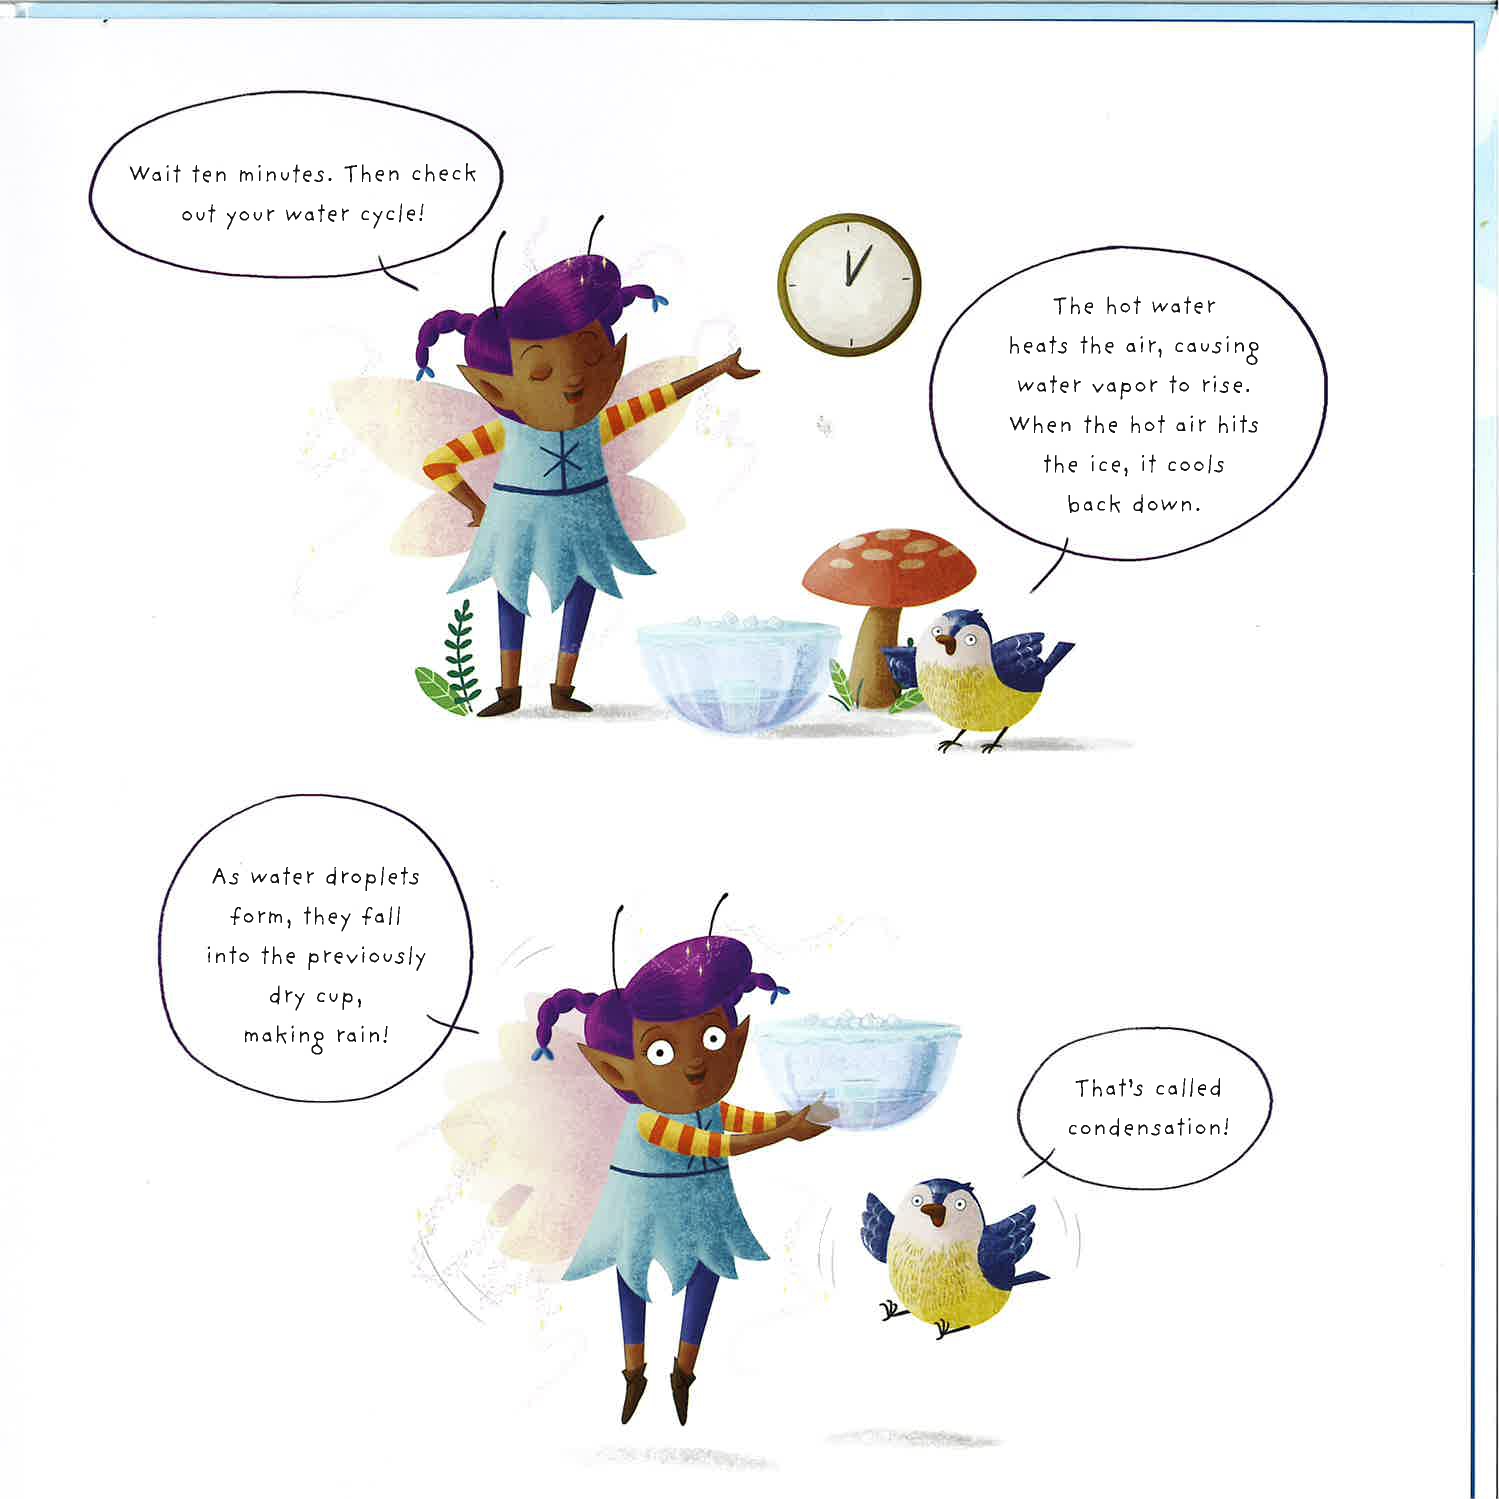 Wait ten minutes. Then check
out your water cycle!
The hot water
heats the air, causing
water vapor to rise.
When the hot air hits
the ice, it cools
back down.
As water droplets
form, they fall
into the previously
dry cup,
making rain!
That's called
condensation!